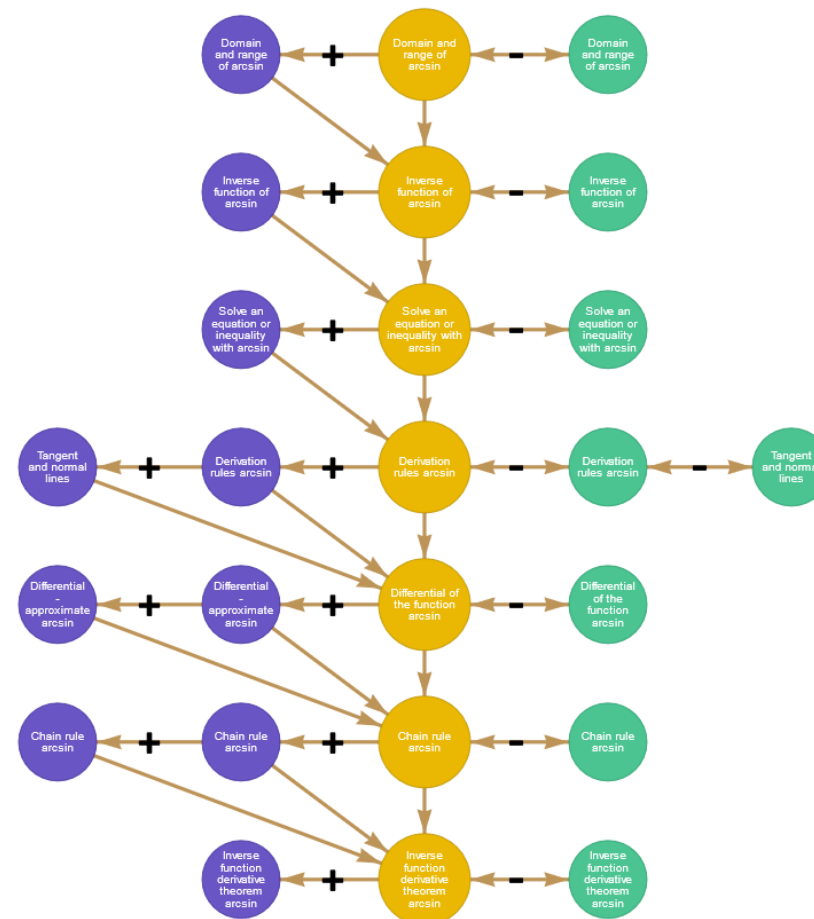 Domain
and range
of arcsin
+
Domain and
range of
arcsin
-
Domain
and range
of arcsin
Inverse
function of
arcsin
+
Inverse
function of
arcsin
-
Inverse
function of
arcsin
Solve an
equation or
inequality
with arcsin
+
Solve an
equation or
inequality with
arcsin
-
Solve an
equation or
inequality
with arcsin
Tangent
and normal
lines
+
Derivation
rules arcsin
+
Derivation
rules arcsin
-
Derivation
rules arcsin
-
Tangent
and normal
lines
Differential
-
approximate
arcsin
+
Differential
-
approximate
arcsin
+
Differential of
the function
arcsin
-
Differential
of the
function
arcsin
Chain rule
arcsin
+
Chain rule
arcsin
+
Chain rule
arcsin
-
Chain rule
arcsin
Inverse
function
derivative
theorem
arcsin
+
Inverse
function
derivative
theorem
arcsin
-
Inverse
function
derivative
theorem
arcsin